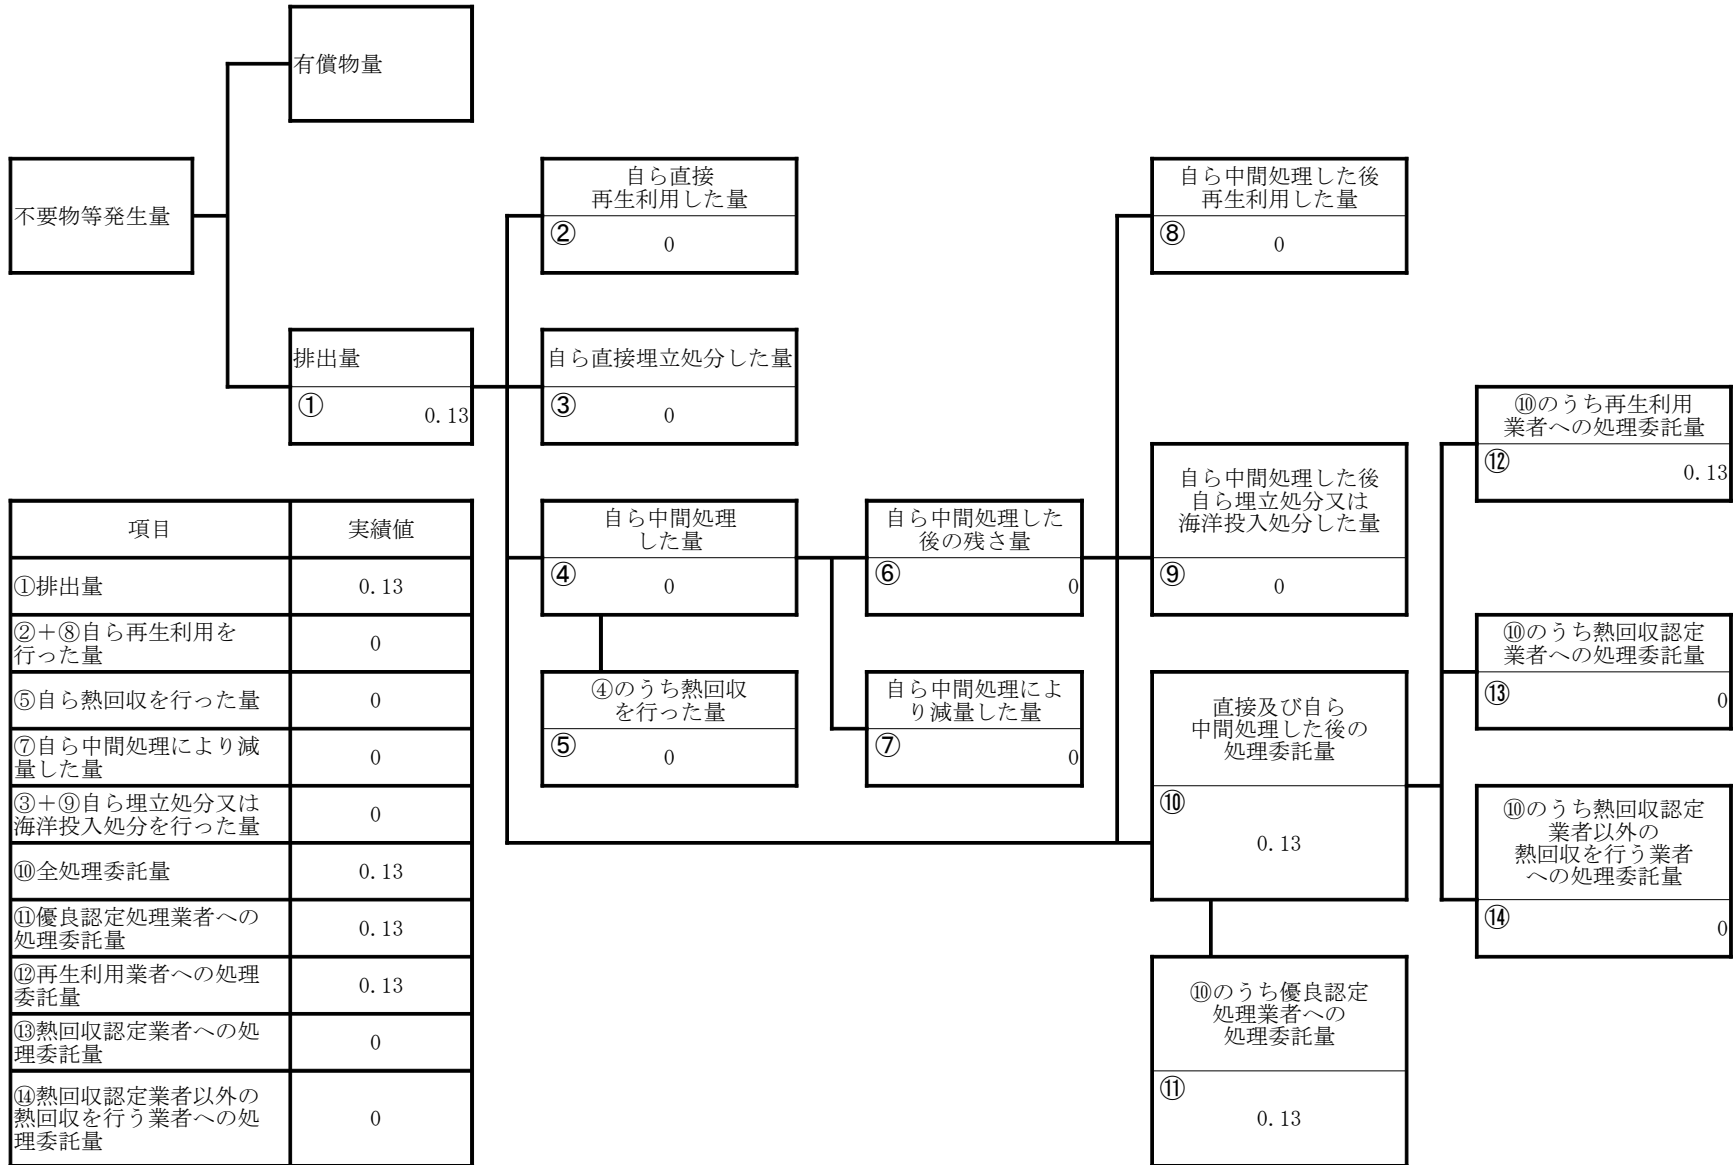 有償物量
不要物等発生量
自ら直接
再生利用した量
②
0
自ら中間処理した後
再生利用した量
⑧
0
排出量
①
0.13
自ら直接埋立処分した量
③
0
⑩のうち再生利用
業者への処理委託量
⑫
0.13
自ら中間処理
した量
④
0
自ら中間処理した
後の残さ量
⑥
0
自ら中間処理した後
自ら埋立処分又は
海洋投入処分した量
⑨
0
⑩のうち熱回収認定
業者への処理委託量
⑬
0
④のうち熱回収
を行った量
⑤
0
自ら中間処理によ
り減量した量
⑦
0
直接及び自ら
中間処理した後の
処理委託量
⑩
0.13
⑩のうち熱回収認定
業者以外の
熱回収を行う業者
への処理委託量
⑭
0
⑩のうち優良認定
処理業者への
処理委託量
⑪
0.13
項目 実績値
①排出量 0.13
②＋⑧自ら再生利用を
行った量 0
⑤自ら熱回収を行った量 0
⑦自ら中間処理により減
量した量 0
③＋⑨自ら埋立処分又は
海洋投入処分を行った量 0
⑩全処理委託量 0.13
⑪優良認定処理業者への
処理委託量 0.13
⑫再生利用業者への処理
委託量 0.13
⑬熱回収認定業者への処
理委託量 0
⑭熱回収認定業者以外の
熱回収を行う業者への処
理委託量 0